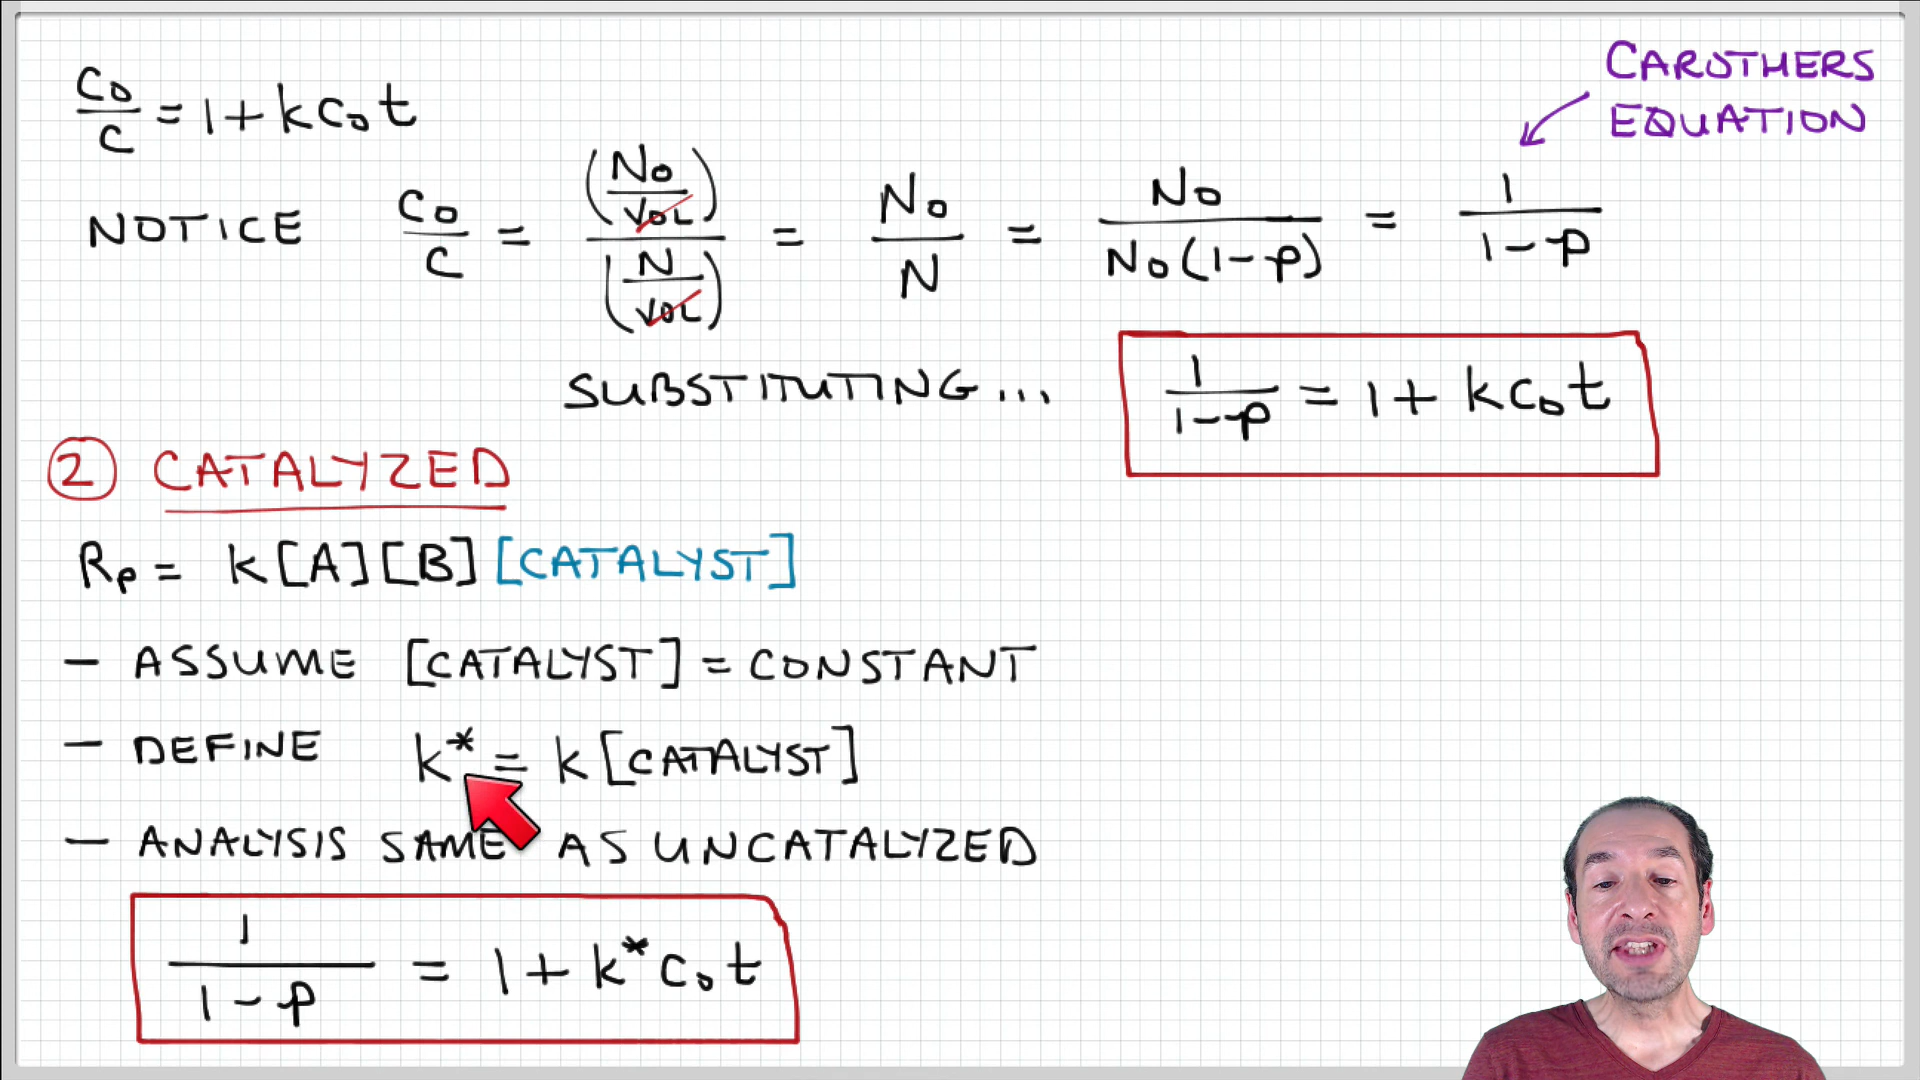 C₀/C = 1 + kC₀t
CAROTHERS
EQUATION
NOTICE C₀/C = (N₀/VOL)/(N/VOL) = N₀/N = N₀/N₀(1-p) = 1/1-p
SUBSTITUTING... 1/1-p = 1 + kC₀t
② CATALYZED
Rₚ = k[A][B][CATALYST]
- ASSUME [CATALYST] = CONSTANT
- DEFINE k* = k[CATALYST]
- ANALYSIS SAME AS UNCATALYZED
1/1-p = 1 + k*C₀t